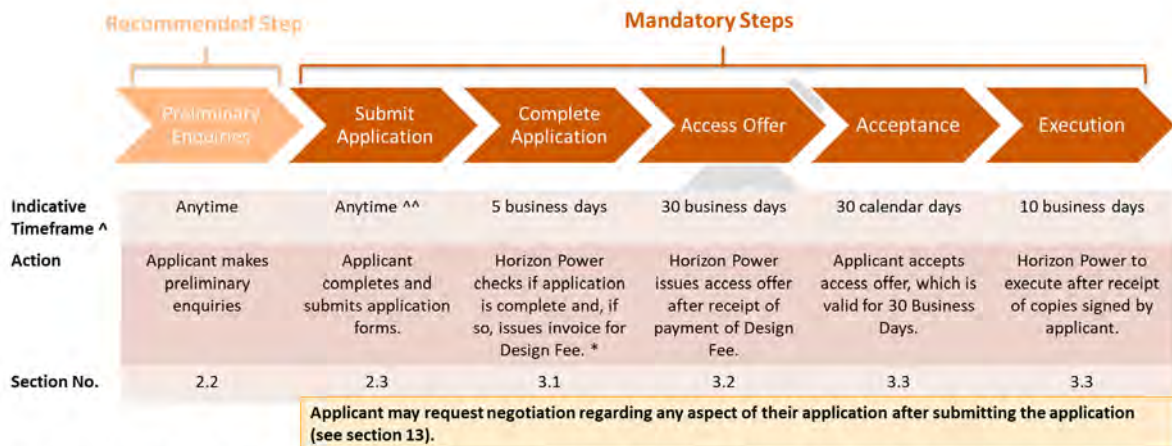 Recommended Step
Mandatory Steps
Preliminary
Enquiries
Submit
Application
Complete
Application
Access Offer
Acceptance
Execution
Indicative
Timeframe ^
Anytime
Anytime ^^
5 business days
30 business days
30 calendar days
10 business days
Action
Applicant makes
preliminary
enquiries
Applicant
completes and
submits application
forms.
Horizon Power
checks if application
is complete and, if
so, issues invoice for
Design Fee. *
Horizon Power
issues access offer
after receipt of
payment of Design
Fee.
Applicant accepts
access offer, which is
valid for 30 Business
Days.
Horizon Power to
execute after receipt
of copies signed by
applicant.
Section No.
2.2
2.3
3.1
3.2
3.3
3.3
Applicant may request negotiation regarding any aspect of their application after submitting the application
(see section 13).